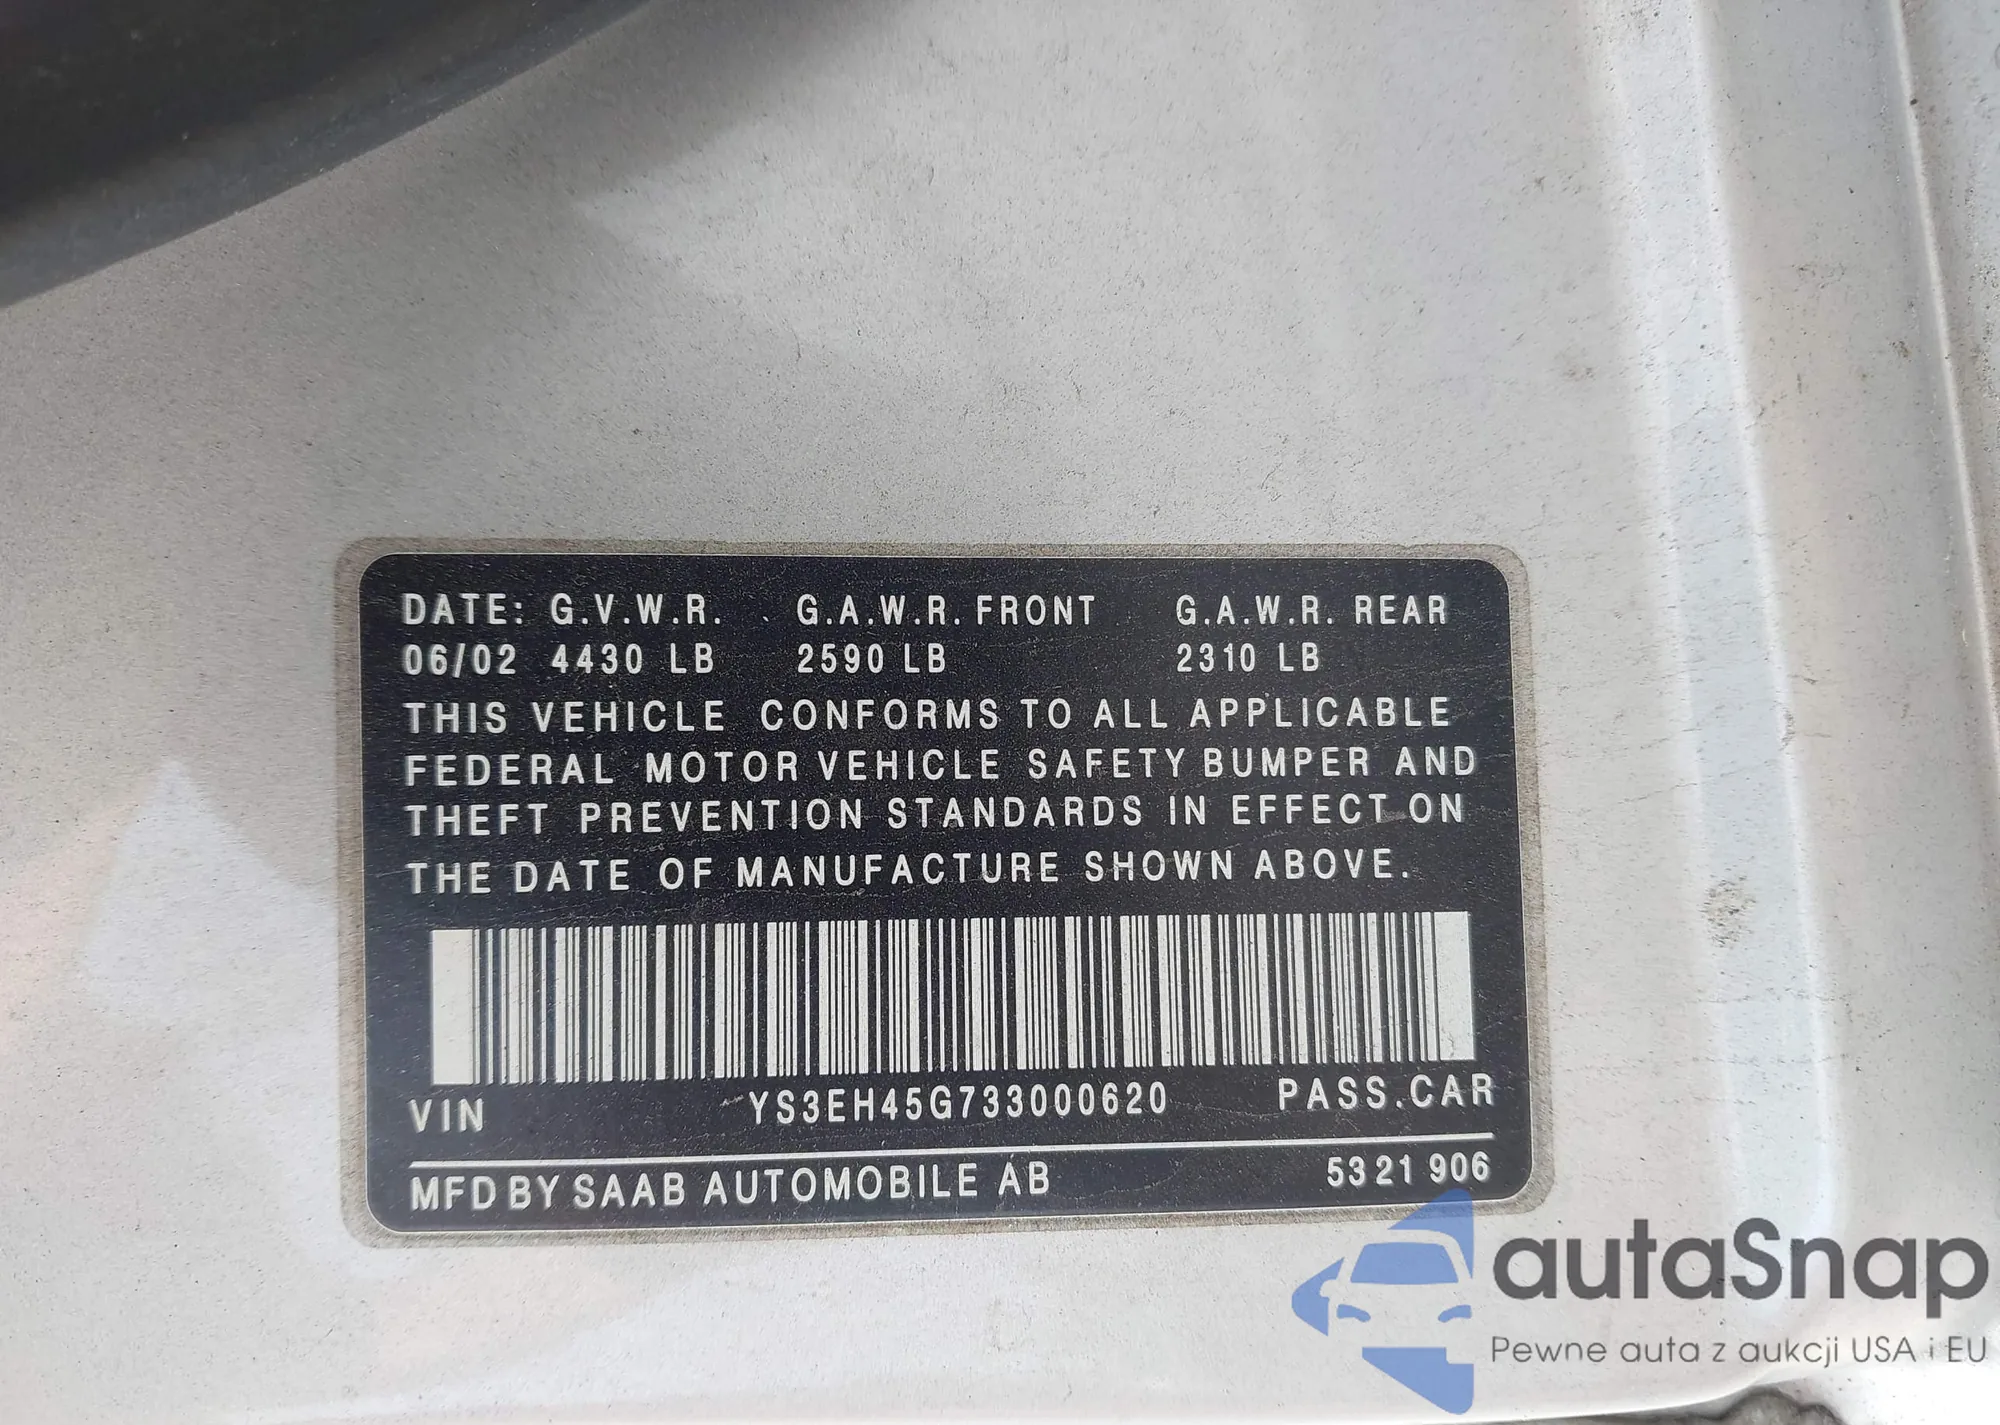 DATE: G.V.W.R. G.A.W.R. FRONT G.A.W.R. REAR
06/02 4430 LB 2590 LB 2310 LB
THIS VEHICLE CONFORMS TO ALL APPLICABLE
FEDERAL MOTOR VEHICLE SAFETY BUMPER AND
THEFT PREVENTION STANDARDS IN EFFECT ON
THE DATE OF MANUFACTURE SHOWN ABOVE.
VIN YS3EH45G733000620 PASS.CAR
MFD BY SAAB AUTOMOBILE AB 53 21 906
autaSnap
Pewne auta z aukcji USA i EU